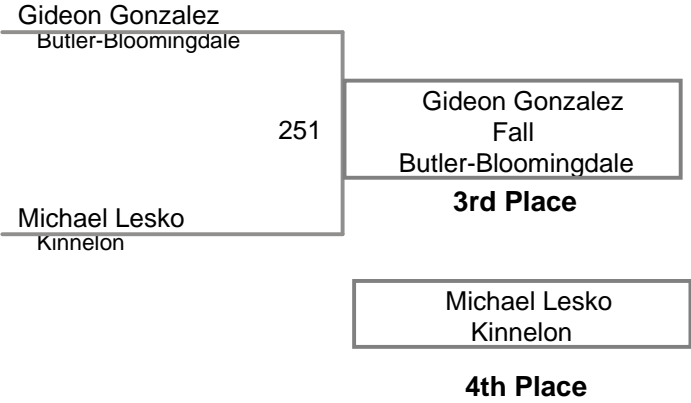 Gideon Gonzalez
Butler-Bloomingdale
251
Gideon Gonzalez
Fall
Butler-Bloomingdale
3rd Place
Michael Lesko
Kinnelon
Michael Lesko
Kinnelon
4th Place